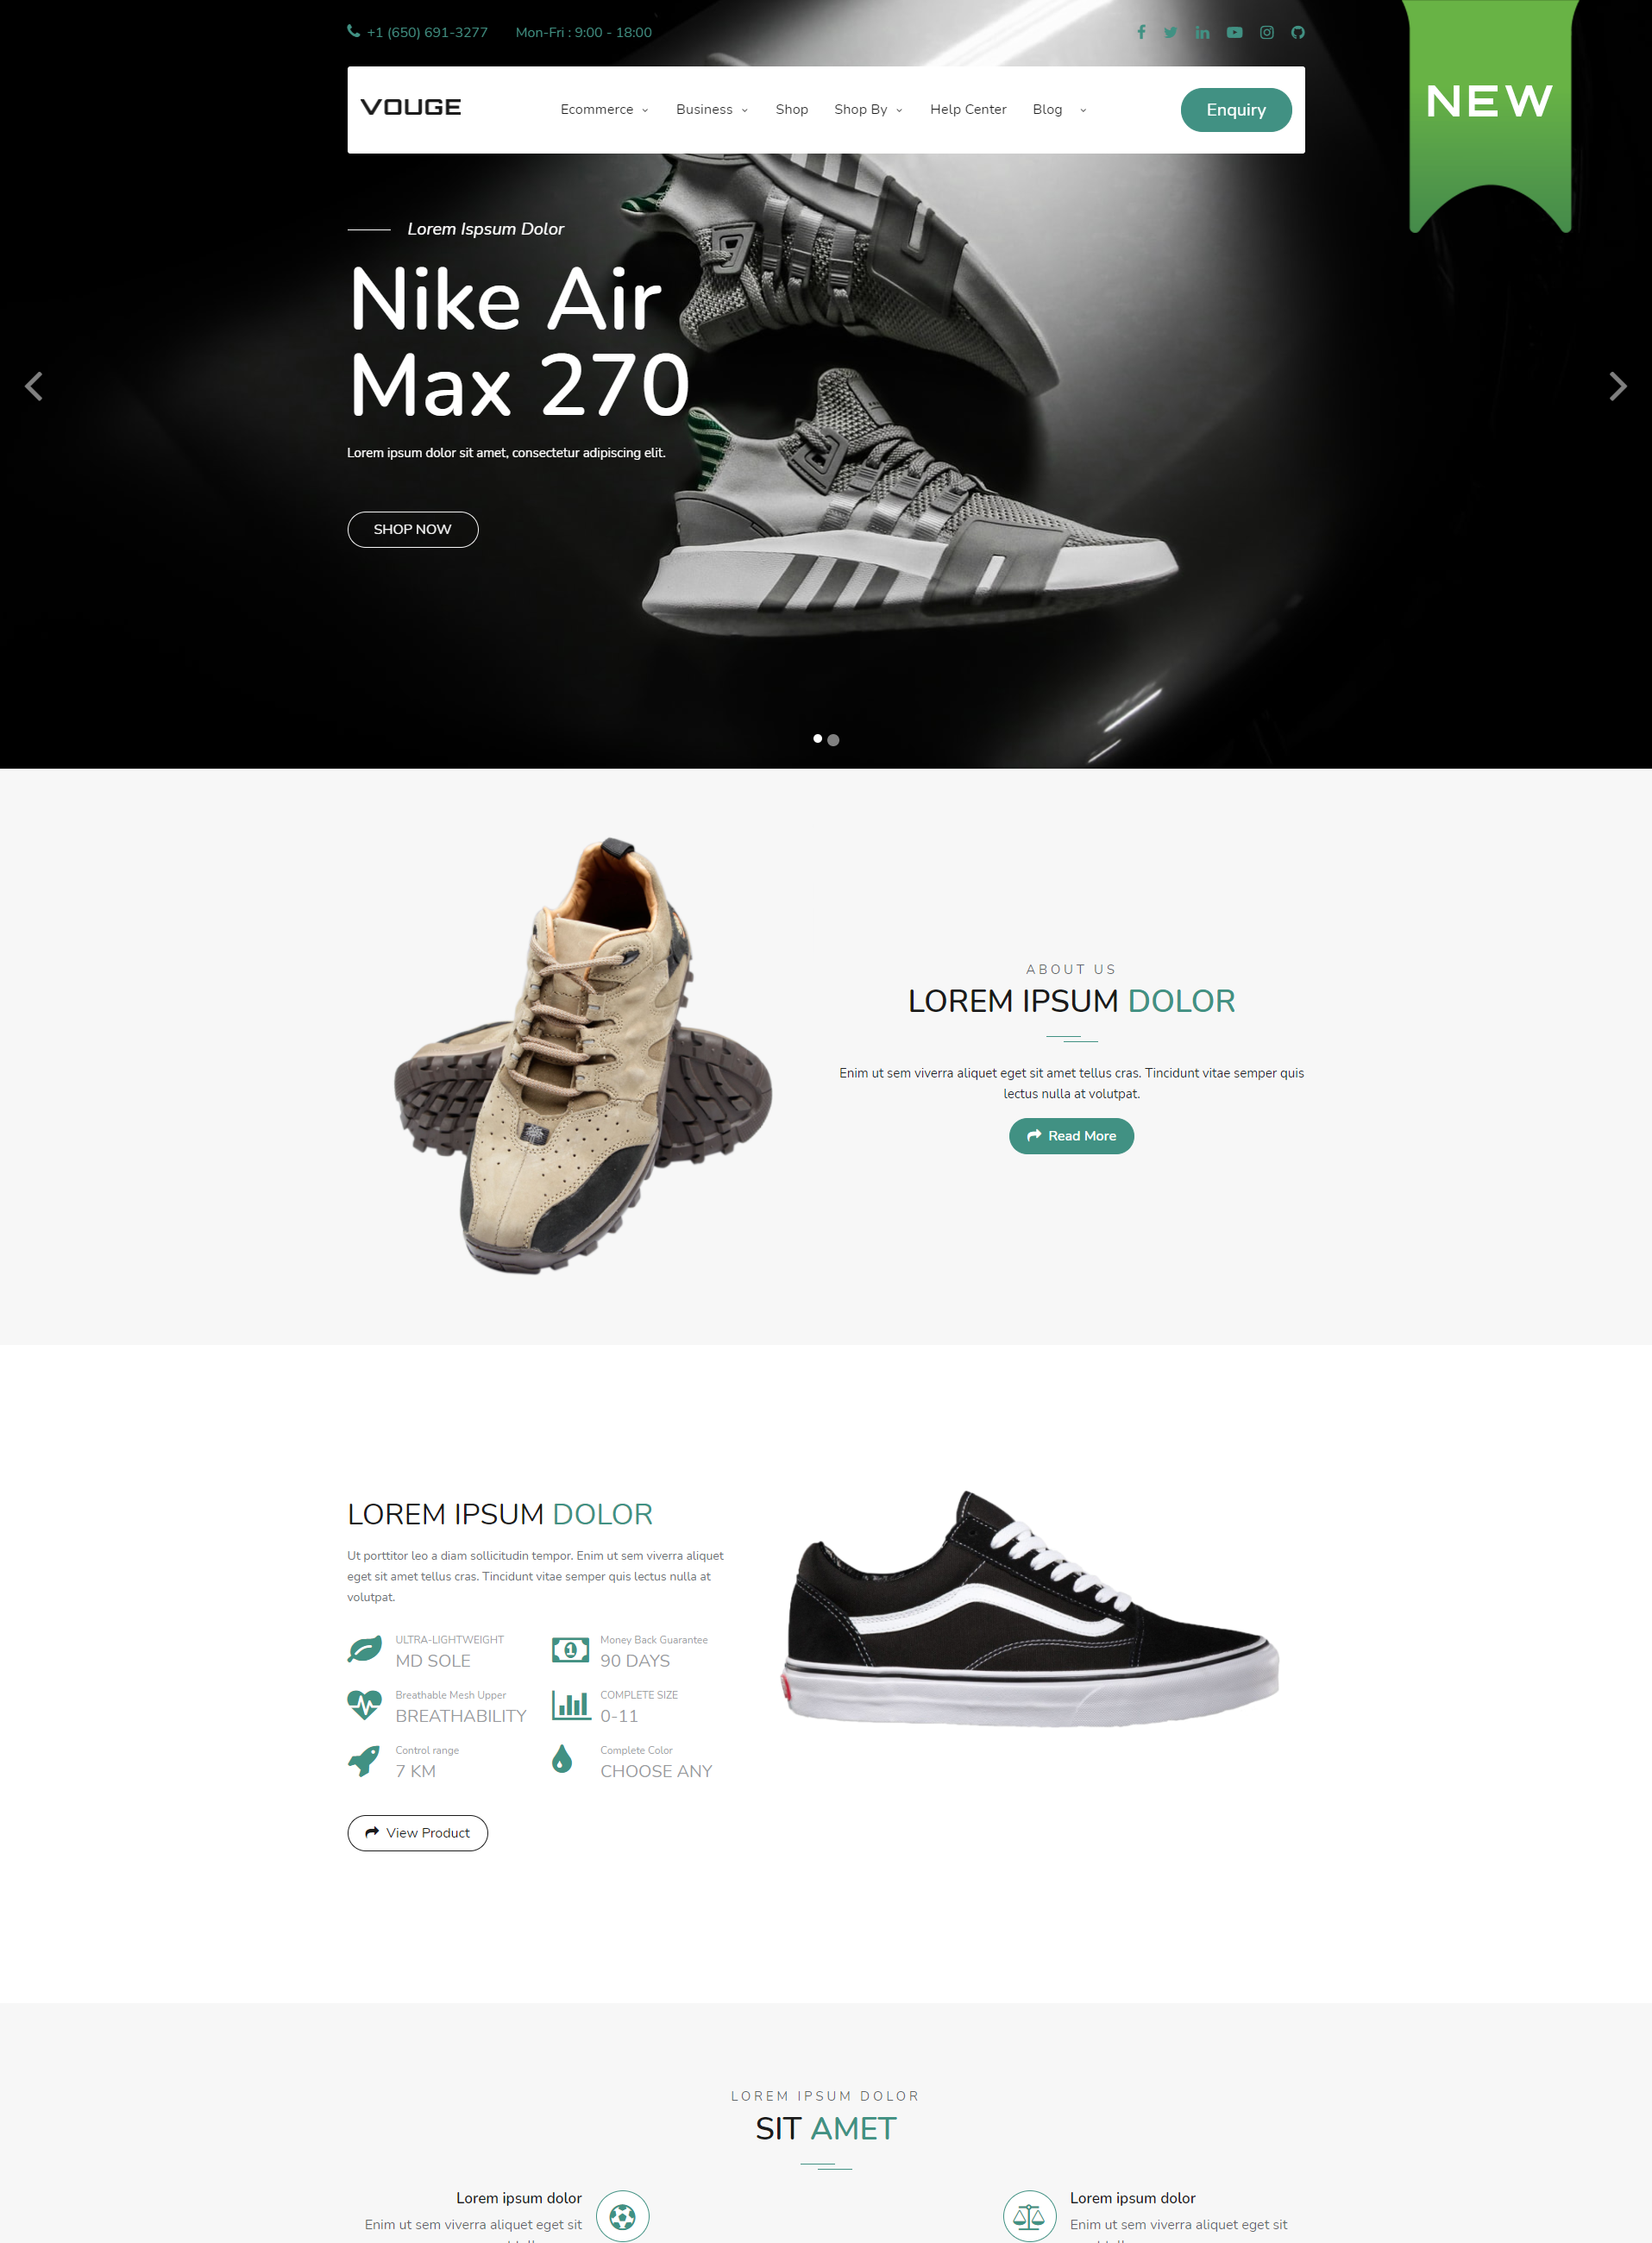 +1 (650) 691-3277 Mon-Fri : 9:00 - 18:00
NEW
VOUGE Ecommerce Business Shop Shop By Help Center Blog Enquiry
Lorem Ispsum Dolor
Nike Air
Max 270
Lorem ipsum dolor sit amet, consectetur adipiscing elit.
SHOP NOW
ABOUT US
LOREM IPSUM DOLOR
Enim ut sem viverra aliquet eget sit amet tellus cras. Tincidunt vitae semper quis
lectus nulla at volutpat.
Read More
LOREM IPSUM DOLOR
Ut porttitor leo a diam sollicitudin tempor. Enim ut sem viverra aliquet
eget sit amet tellus cras. Tincidunt vitae semper quis lectus nulla at
volutpat.
ULTRA-LIGHTWEIGHT
MD SOLE
Money Back Guarantee
90 DAYS
Breathable Mesh Upper
BREATHABILITY
COMPLETE SIZE
0-11
Control range
7 KM
Complete Color
CHOOSE ANY
View Product
LOREM IPSUM DOLOR
SIT AMET
Lorem ipsum dolor
Enim ut sem viverra aliquet eget sit
Lorem ipsum dolor
Enim ut sem viverra aliquet eget sit